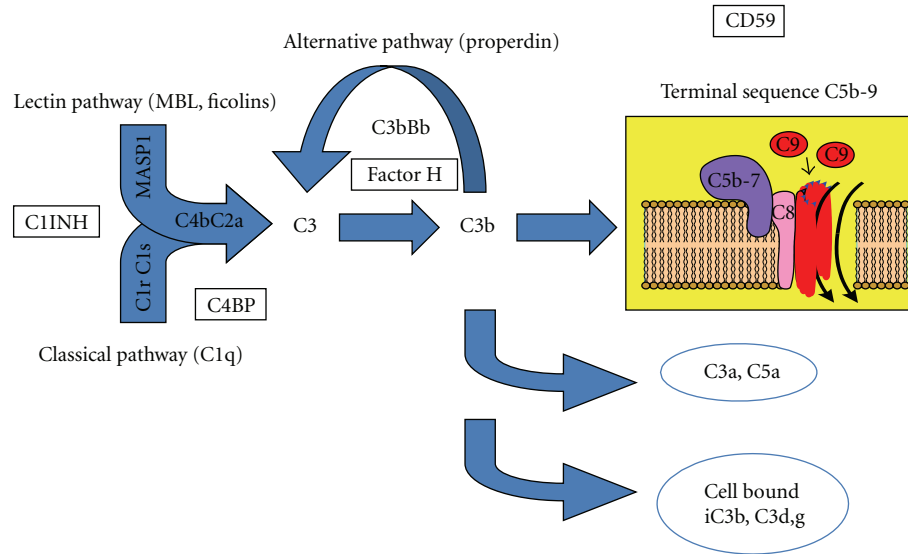 CD59
Alternative pathway (properdin)
Lectin pathway (MBL, ficolins)
Terminal sequence C5b-9
C3bBb
C9
C9
MASP1
Factor H
C5b-7
C1INH
C4bC2a
C3
C3b
C8
C1r C1s
C4BP
Classical pathway (C1q)
C3a, C5a
Cell bound
iC3b, C3d,g